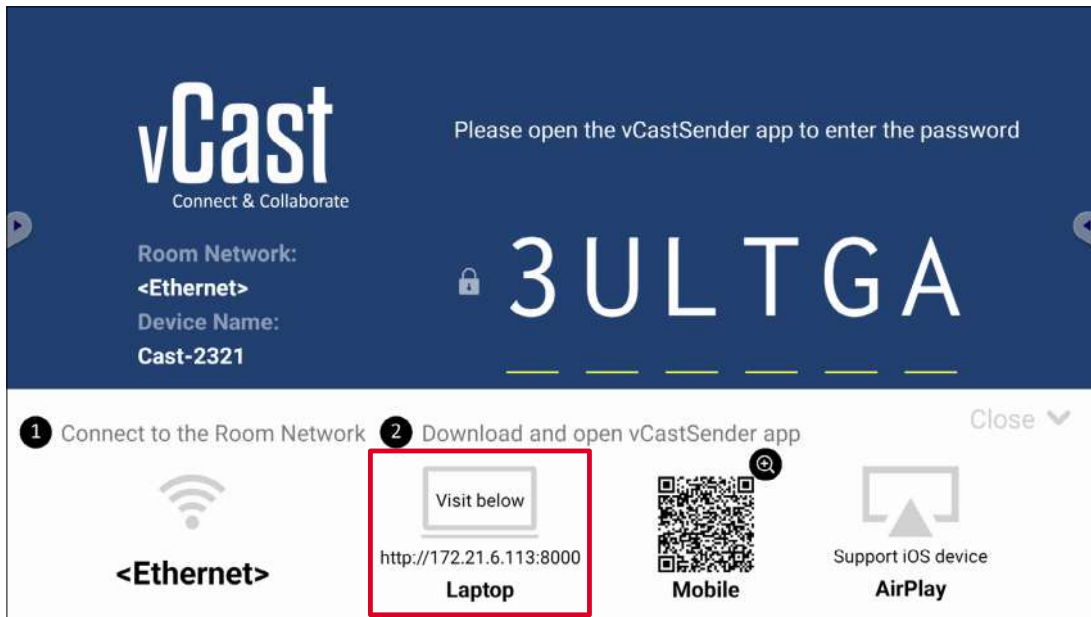 vCast
Connect & Collaborate
Room Network:
<Ethernet>
Device Name:
Cast-2321
Please open the vCastSender app to enter the password
3ULTGA
1 Connect to the Room Network
<Ethernet>
2 Download and open vCastSender app
Close
Visit below
http://172.21.6.113:8000
Laptop
Mobile
Support iOS device
AirPlay